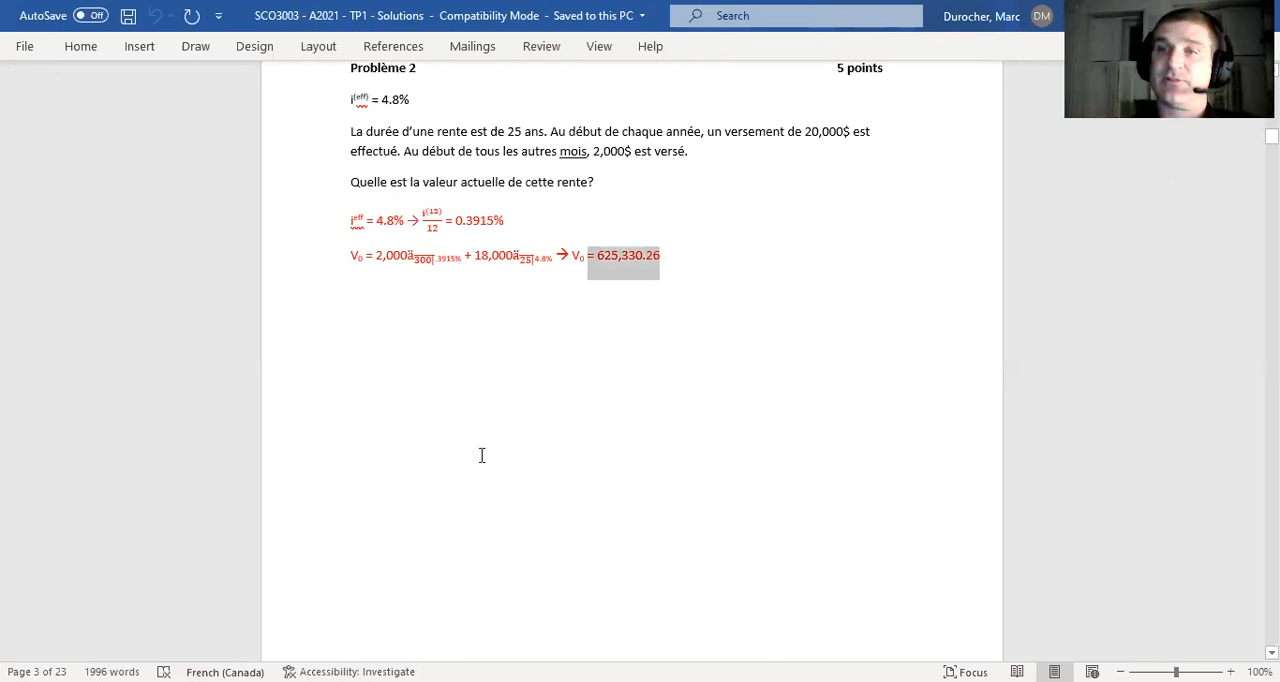 AutoSave Off SCO3003 - A2021 - TP1 - Solutions - Compatibility Mode - Saved to this PC Search Durocher, Marc DM
File Home Insert Draw Design Layout References Mailings Review View Help
Problème 2 5 points
i(eff) = 4.8%
La durée d'une rente est de 25 ans. Au début de chaque année, un versement de 20,000$ est
effectué. Au début de tous les autres mois, 2,000$ est versé.
Quelle est la valeur actuelle de cette rente?
i^eff = 4.8% → i^(12)/12 = 0.3915%
V₀ = 2,000ä300|.3915% + 18,000ä25|4.8% → V₀ = 625,330.26
Page 3 of 23 1996 words French (Canada) Accessibility: Investigate Focus 100%